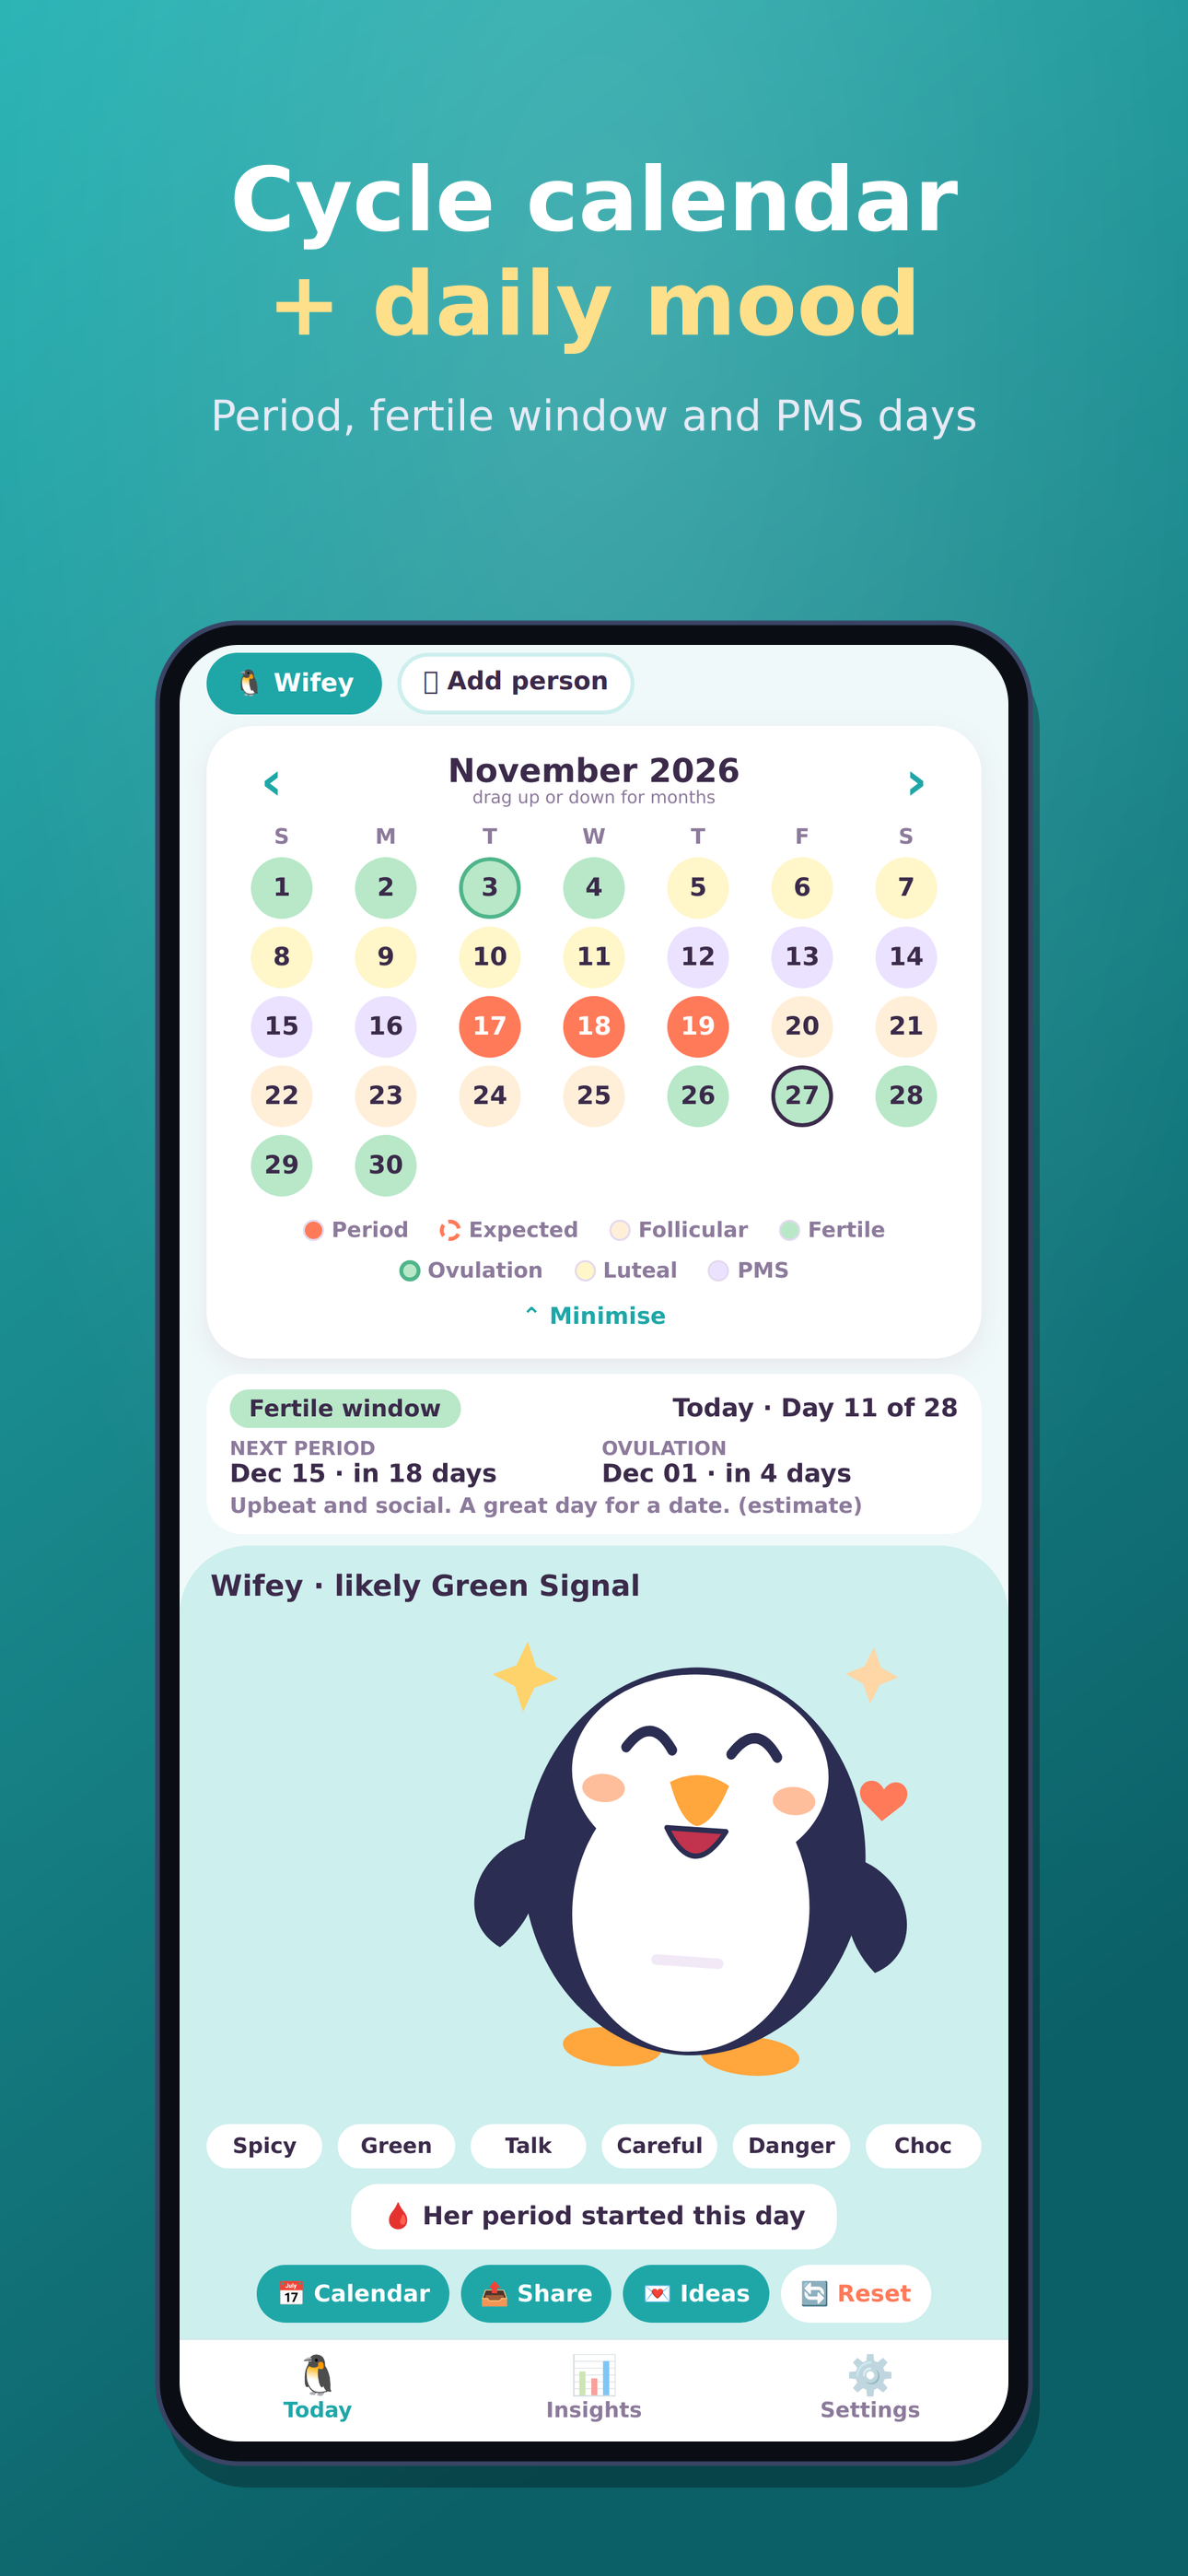 Cycle calendar
+ daily mood
Period, fertile window and PMS days
Wifey
Add person
November 2026
drag up or down for months
S M T W T F S
1 2 3 4 5 6 7
8 9 10 11 12 13 14
15 16 17 18 19 20 21
22 23 24 25 26 27 28
29 30
Period Expected Follicular Fertile
Ovulation Luteal PMS
⌃ Minimise
Fertile window
Today · Day 11 of 28
NEXT PERIOD
Dec 15 · in 18 days
OVULATION
Dec 01 · in 4 days
Upbeat and social. A great day for a date. (estimate)
Wifey · likely Green Signal
Spicy Green Talk Careful Danger Choc
Her period started this day
Calendar Share Ideas Reset
Today Insights Settings